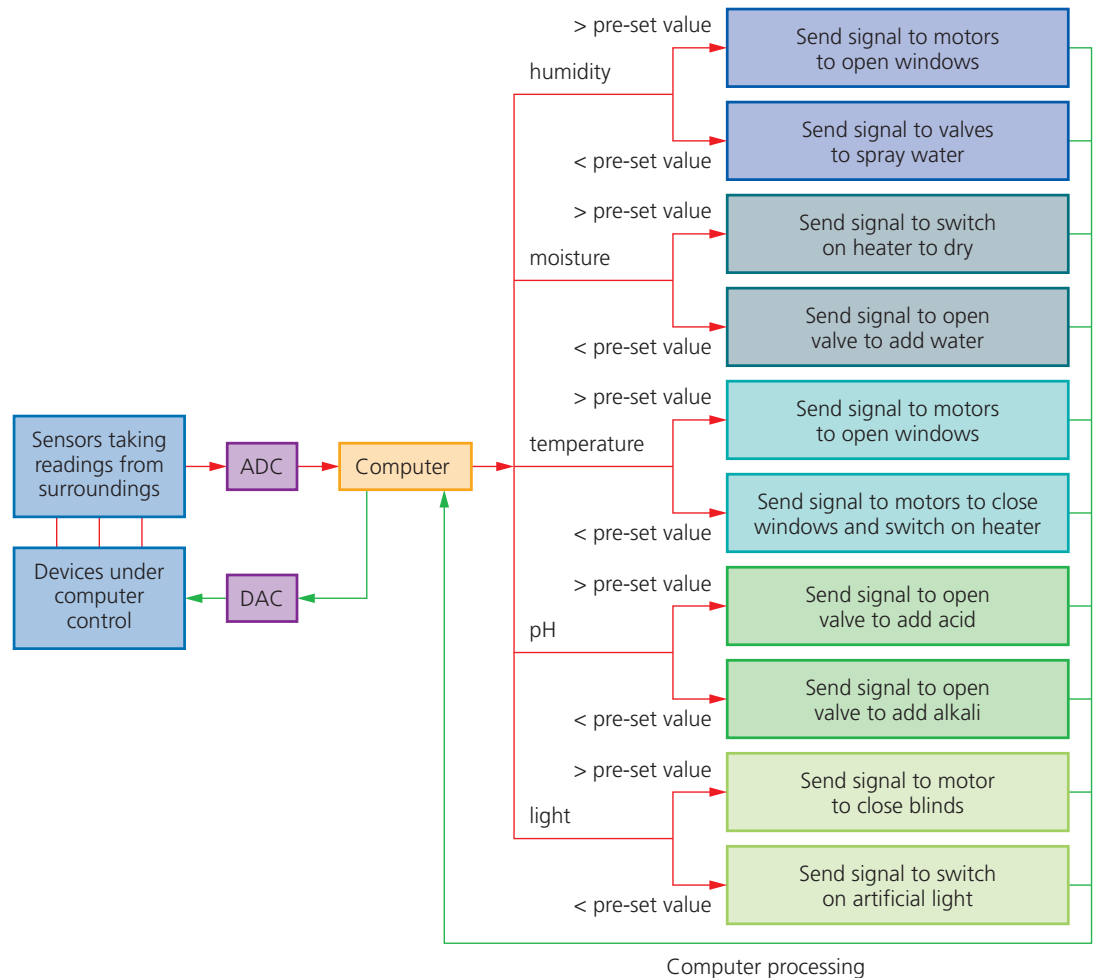 > pre-set value
Send signal to motors
to open windows
humidity
Send signal to valves
to spray water
< pre-set value
> pre-set value
Send signal to switch
on heater to dry
moisture
Send signal to open
valve to add water
< pre-set value
> pre-set value
Send signal to motors
to open windows
Sensors taking
readings from
surroundings
ADC
Computer
temperature
Send signal to motors to close
windows and switch on heater
< pre-set value
Devices under
computer
control
DAC
> pre-set value
Send signal to open
valve to add acid
pH
Send signal to open
valve to add alkali
< pre-set value
> pre-set value
Send signal to motor
to close blinds
light
Send signal to switch
on artificial light
< pre-set value
Computer processing